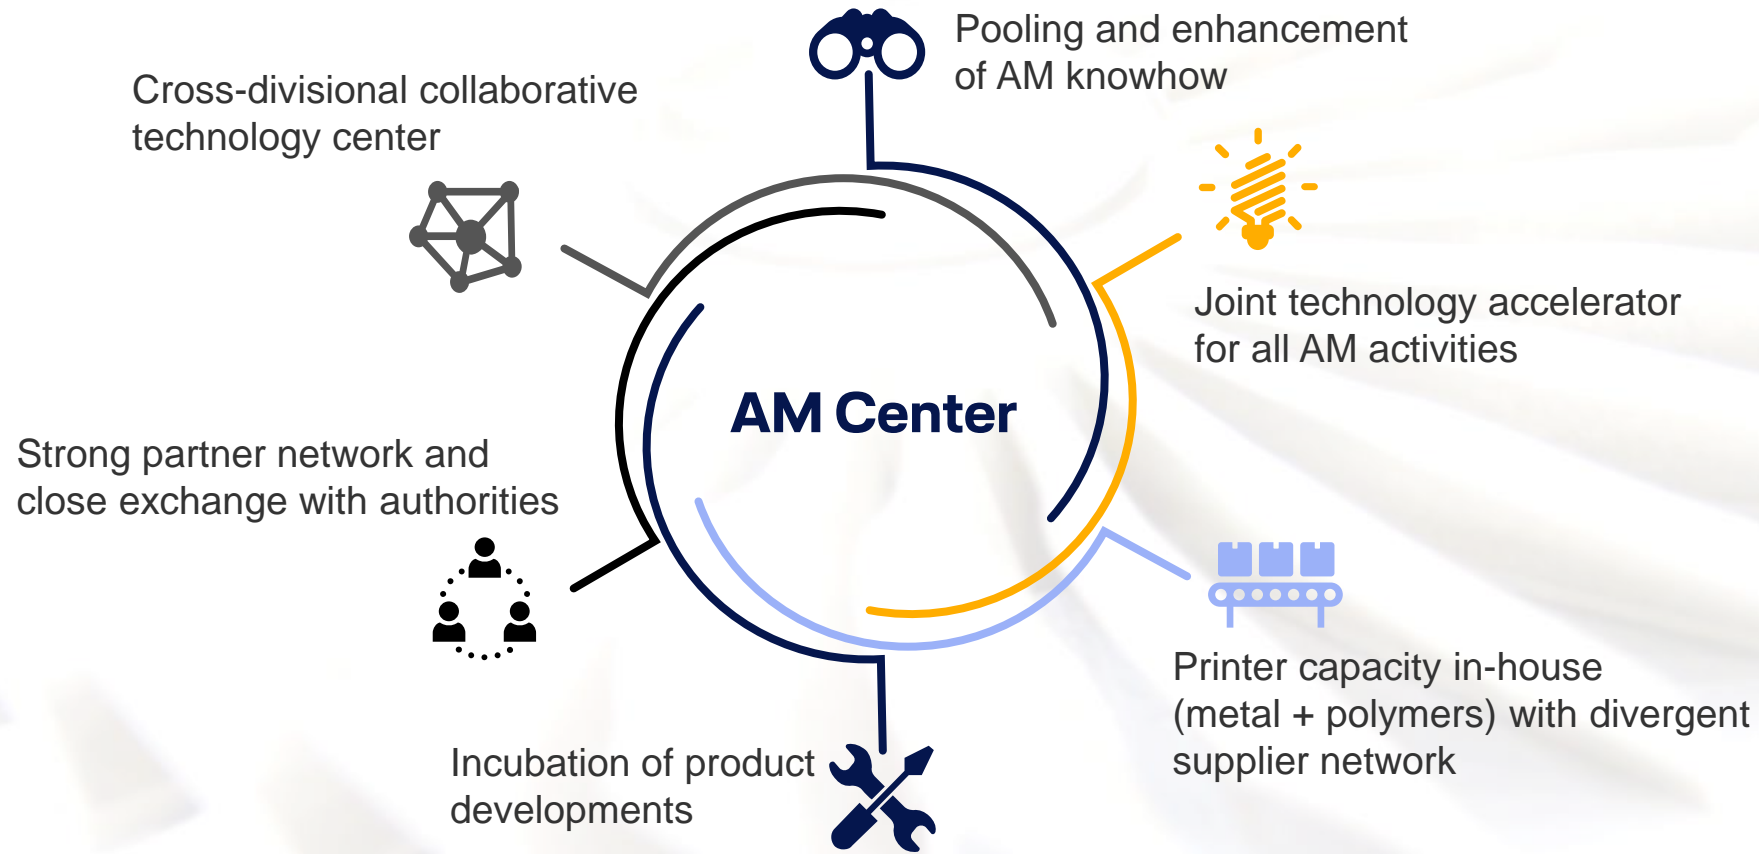 Pooling and enhancement
of AM knowhow
Cross-divisional collaborative
technology center
Joint technology accelerator
for all AM activities
AM Center
Strong partner network and
close exchange with authorities
Printer capacity in-house
(metal + polymers) with divergent
supplier network
Incubation of product
developments